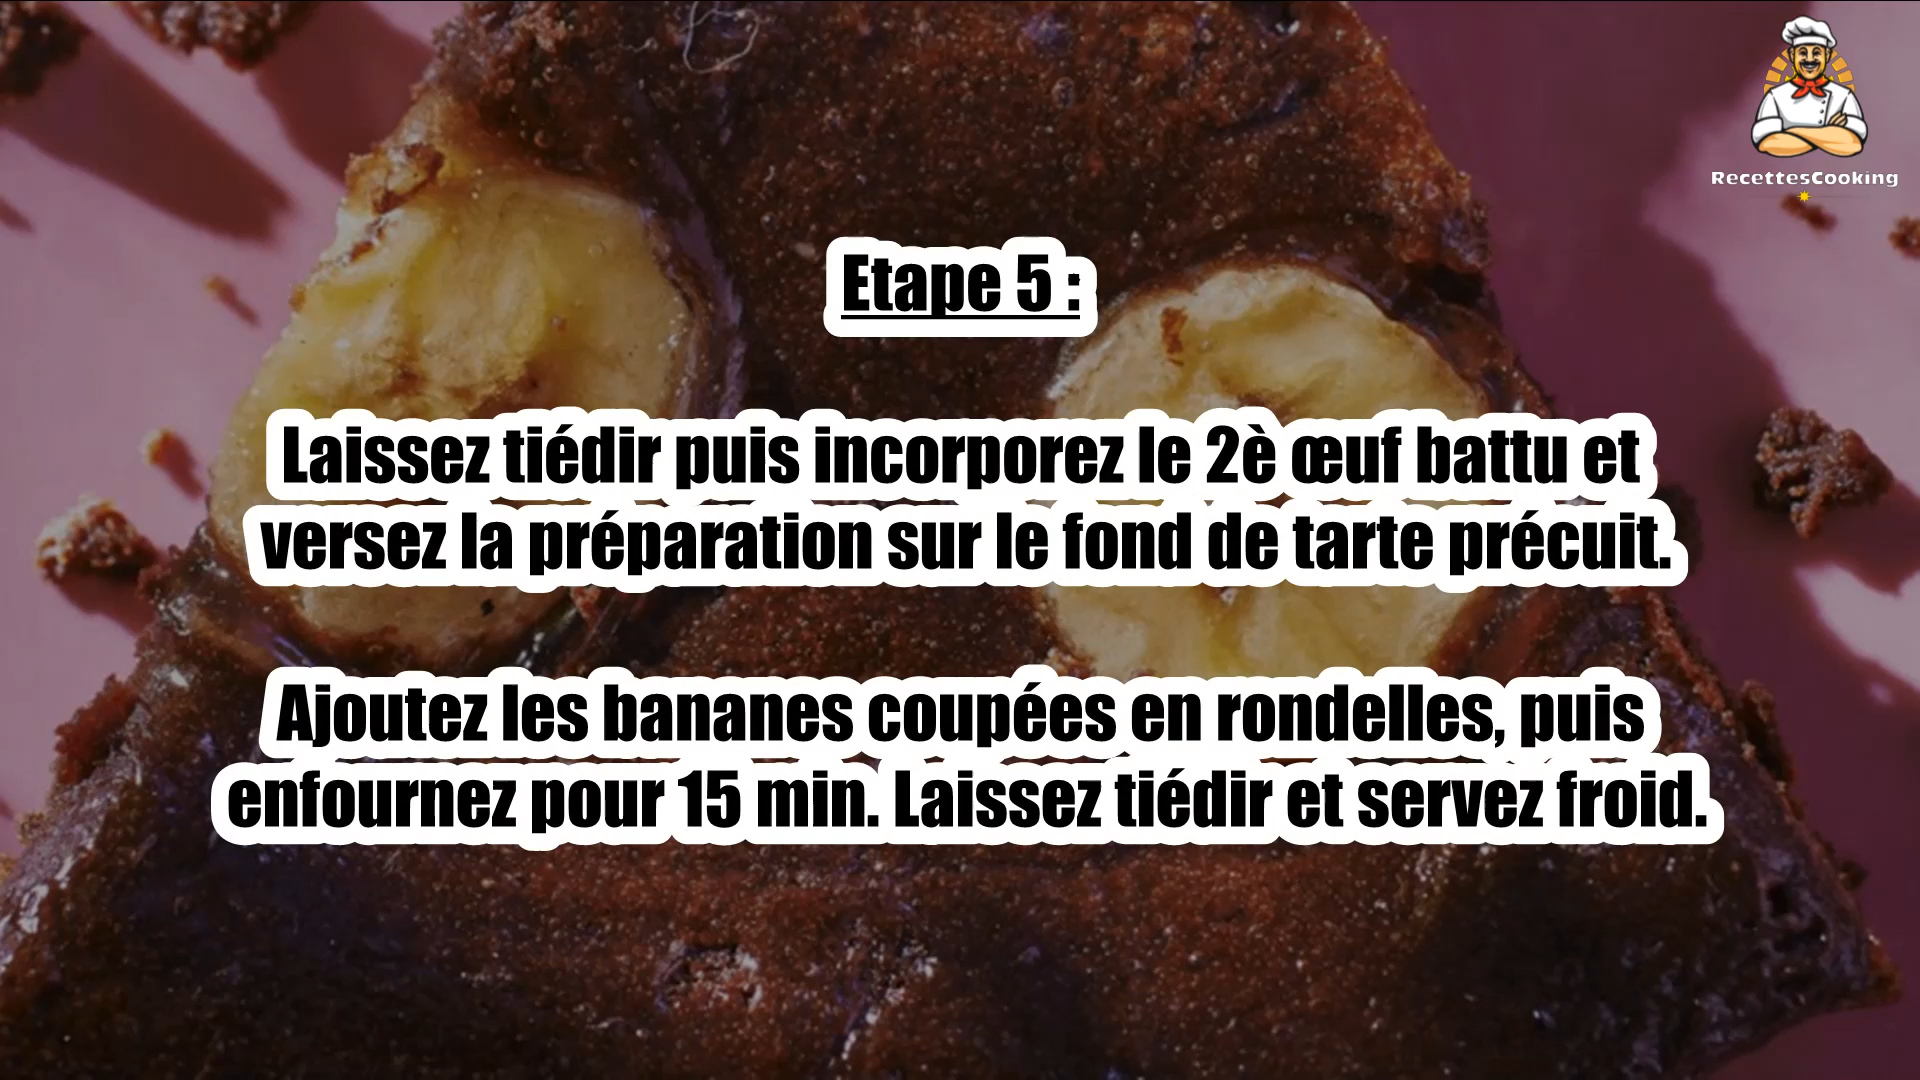 RecettesCooking
Etape 5 :
Laissez tiédir puis incorporez le 2è œuf battu et
versez la préparation sur le fond de tarte précuit.
Ajoutez les bananes coupées en rondelles, puis
enfournez pour 15 min. Laissez tiédir et servez froid.